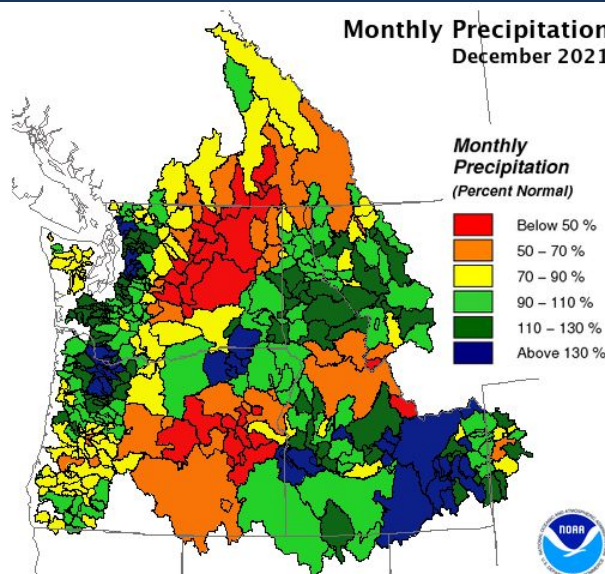 Monthly Precipitation
December 2021
Monthly
Precipitation
(Percent Normal)
Below 50 %
50 – 70 %
70 – 90 %
90 – 110 %
110 – 130 %
Above 130 %
NOAA